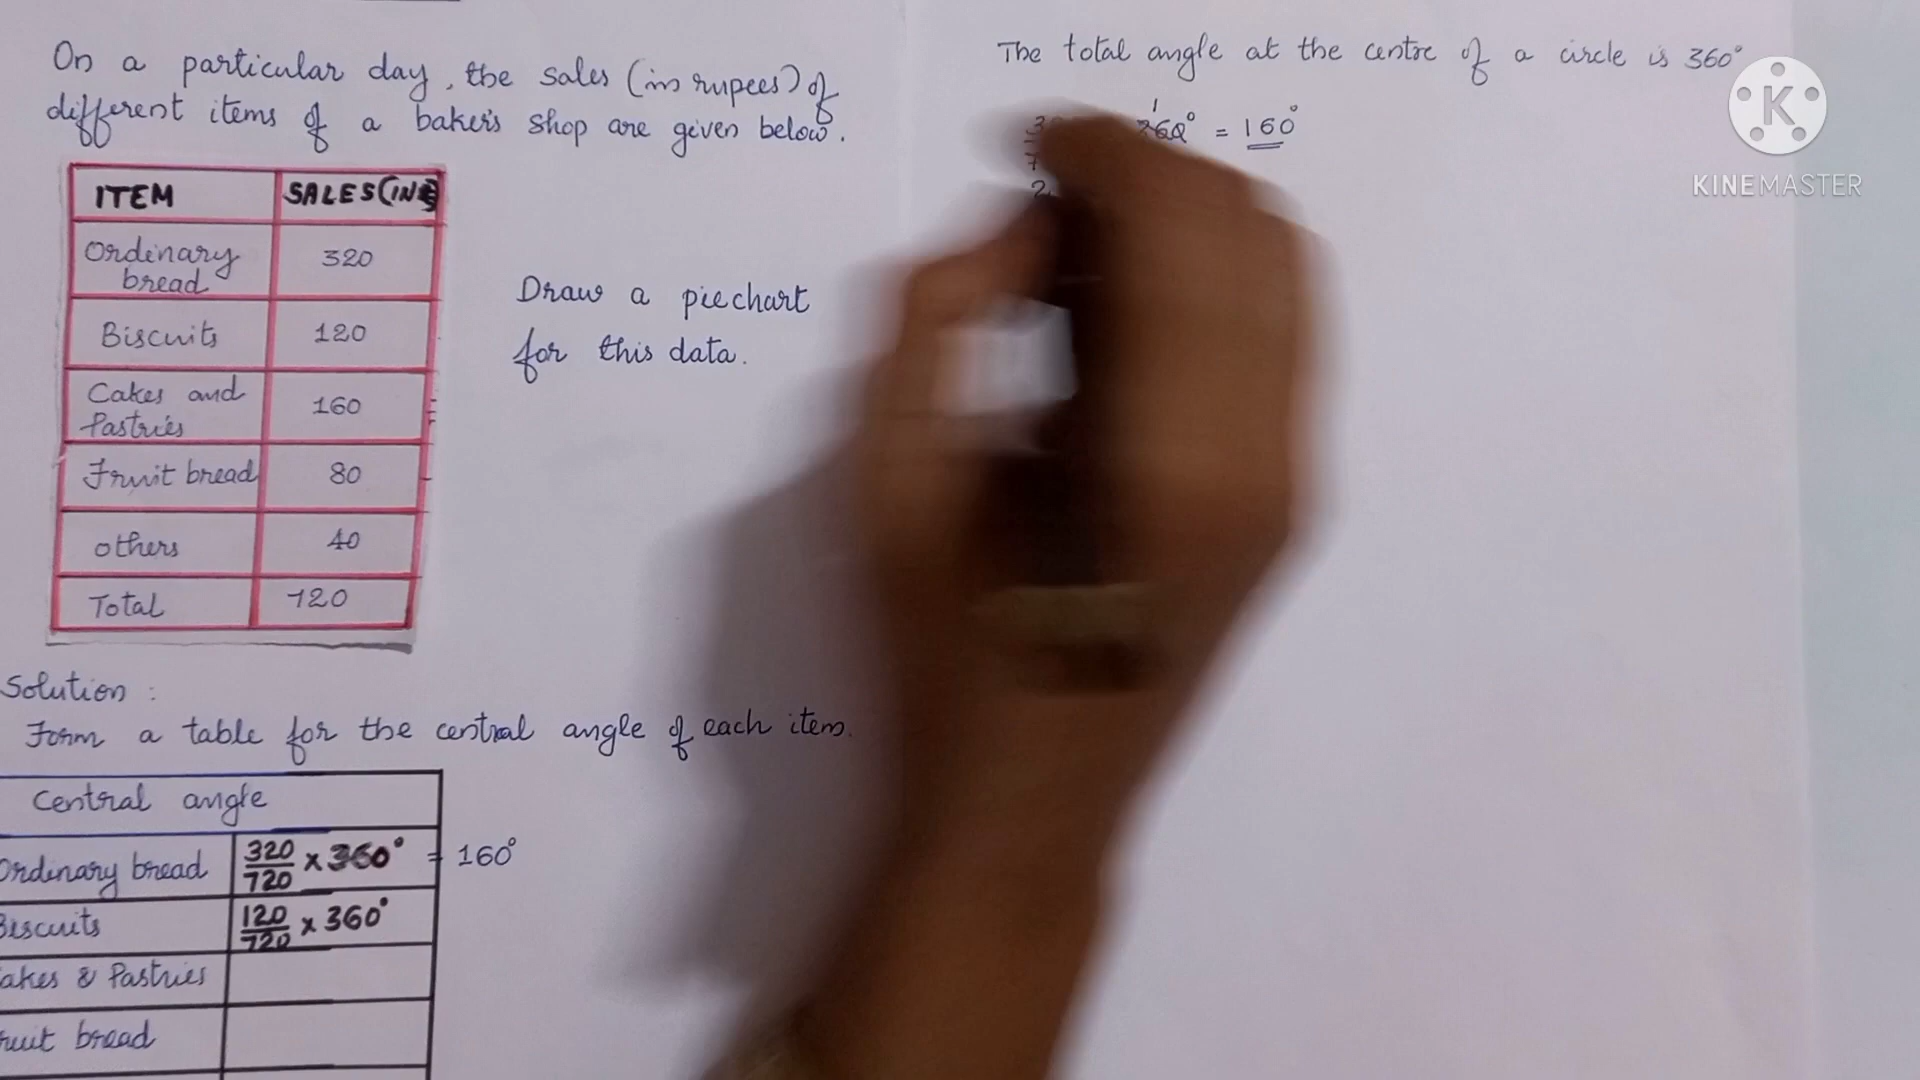 On a particular day, the sales (in rupees) of
different items of a baker's shop are given below.
ITEM SALES(IN
Ordinary bread 320
Biscuits 120
Cakes and Pastries 160
Fruit bread 80
others 40
Total 720
Draw a piechart
for this data.
Solution :
Form a table for the central angle of each item.
Central angle
Ordinary bread 320/720 x 360° = 160°
Biscuits 120/720 x 360°
akes & Pastries
ruit bread
The total angle at the centre of a circle is 360°
1
360° = 160°
K
KINEMASTER